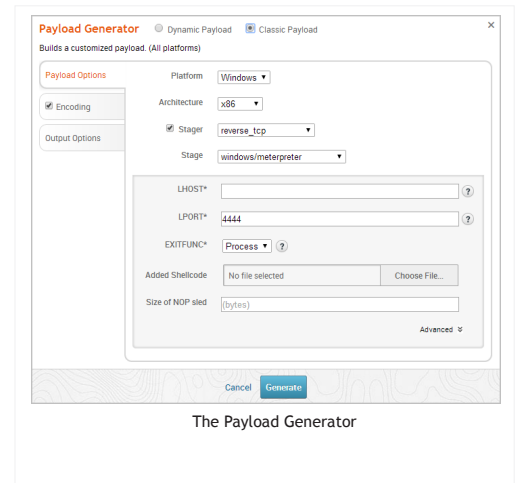 Payload Generator Dynamic Payload Classic Payload ×
Builds a customized payload. (All platforms)
Payload Options
Encoding
Output Options
Platform Windows
Architecture x86
Stager reverse_tcp
Stage windows/meterpreter
LHOST* ?
LPORT* 4444 ?
EXITFUNC* Process ?
Added Shellcode No file selected Choose File...
Size of NOP sled (bytes)
Advanced
Cancel Generate
The Payload Generator